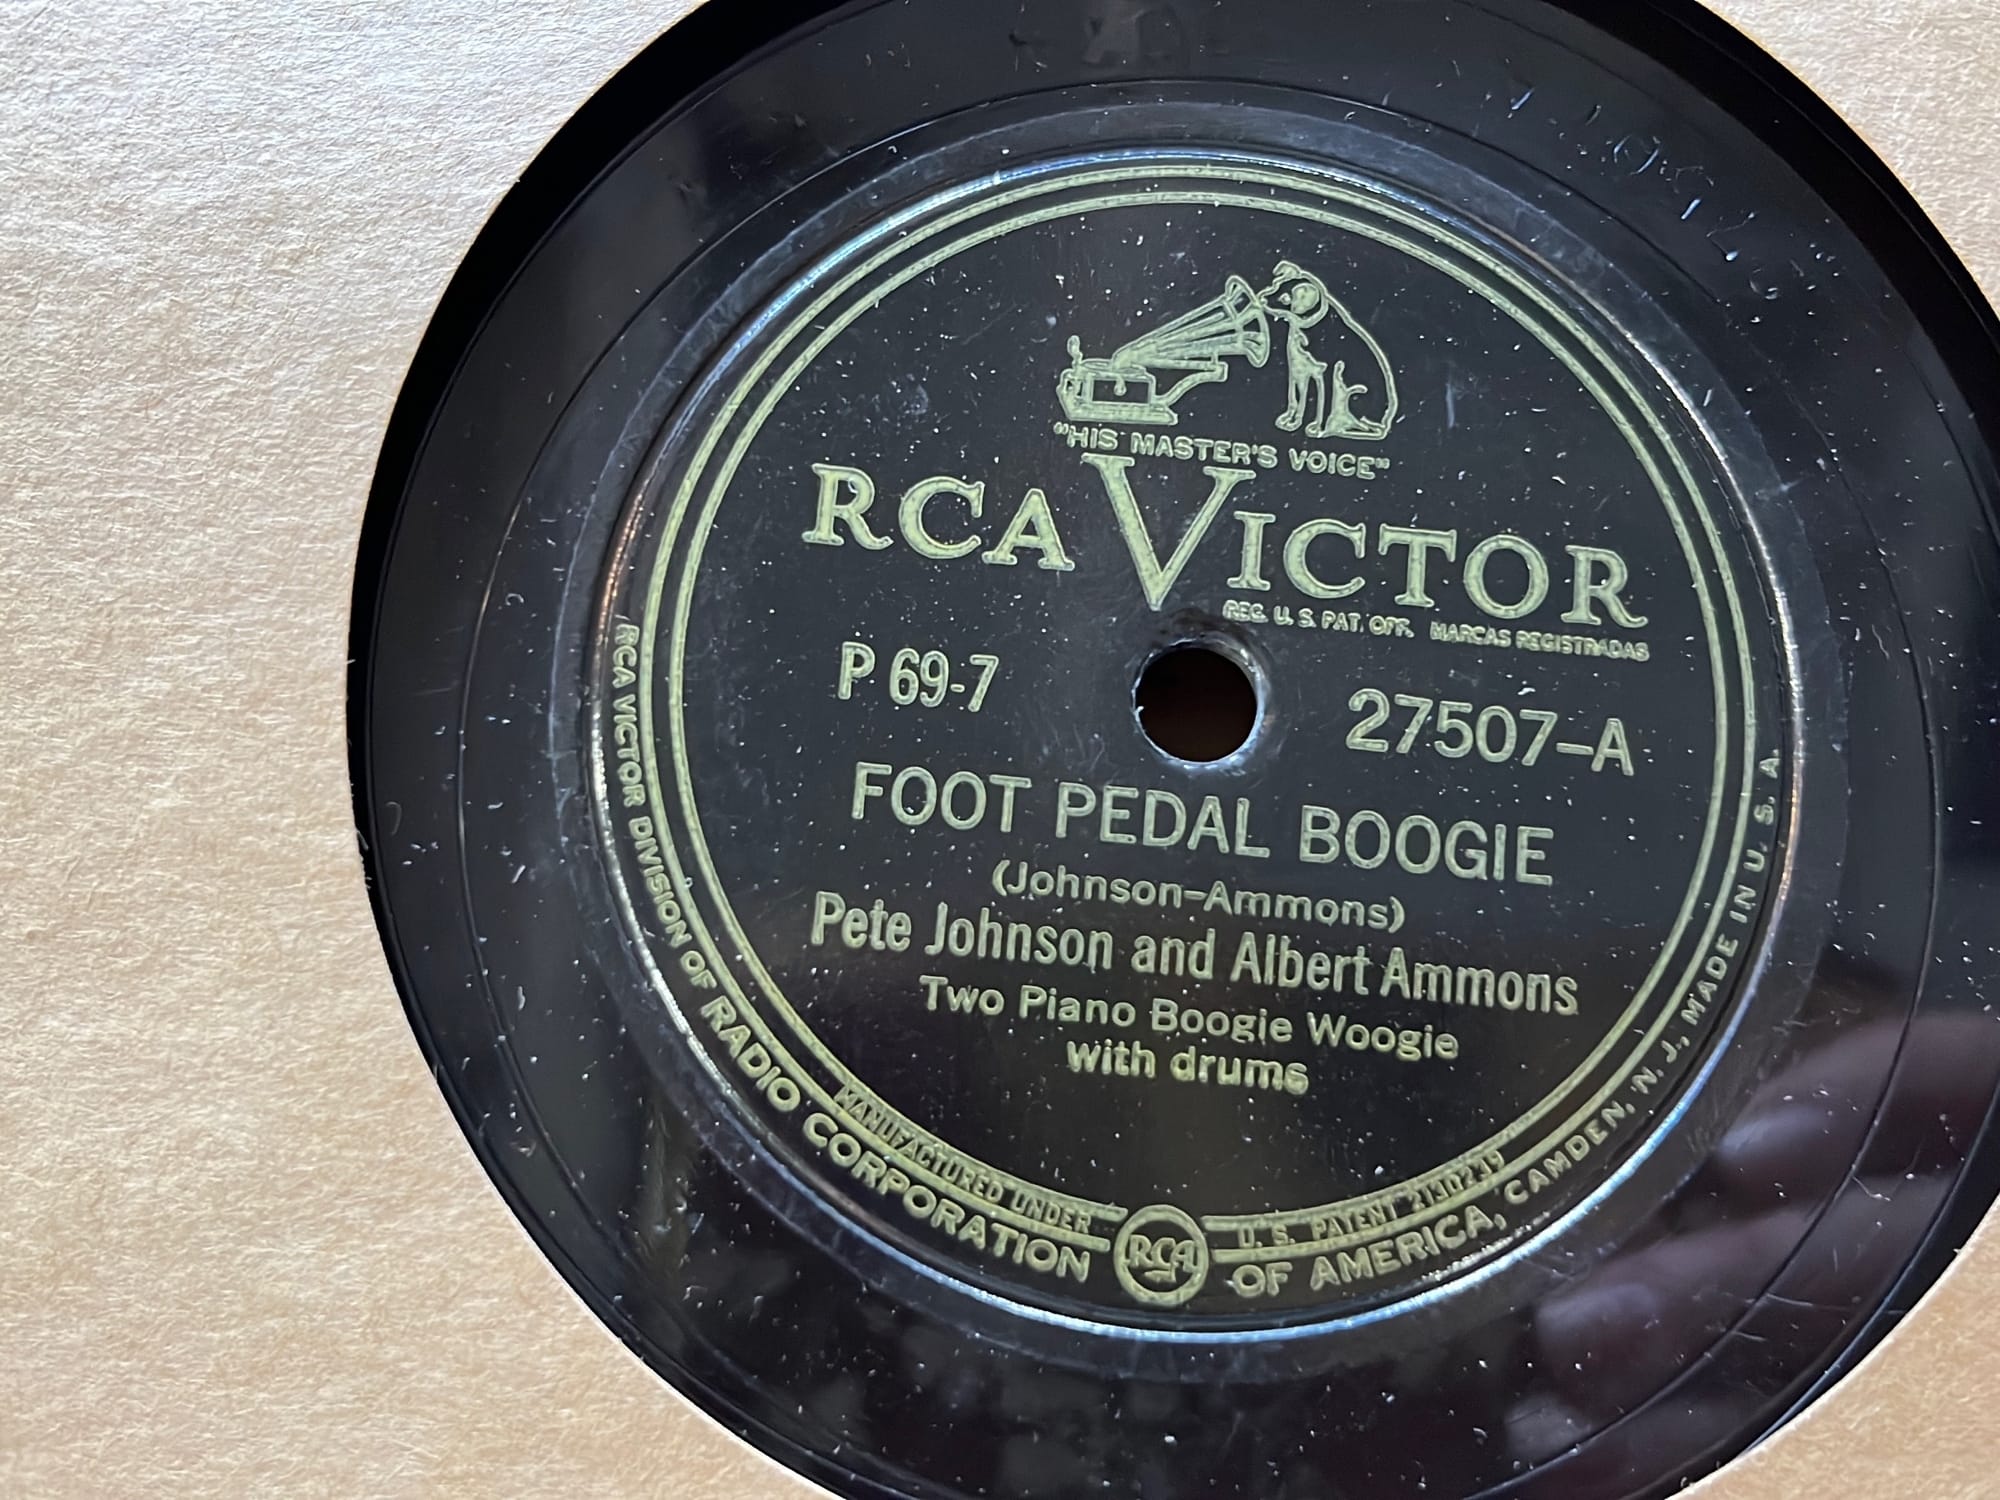 "HIS MASTER'S VOICE"
RCA VICTOR
REG. U. S. PAT. OFF. MARCAS REGISTRADAS
P 69-7
27507-A
FOOT PEDAL BOOGIE
(Johnson-Ammons)
Pete Johnson and Albert Ammons
Two Piano Boogie Woogie
with drums
MANUFACTURED UNDER U. S. PATENT 2130239
RCA
RCA VICTOR DIVISION OF RADIO CORPORATION OF AMERICA, CAMDEN, N. J., MADE IN U. S. A.